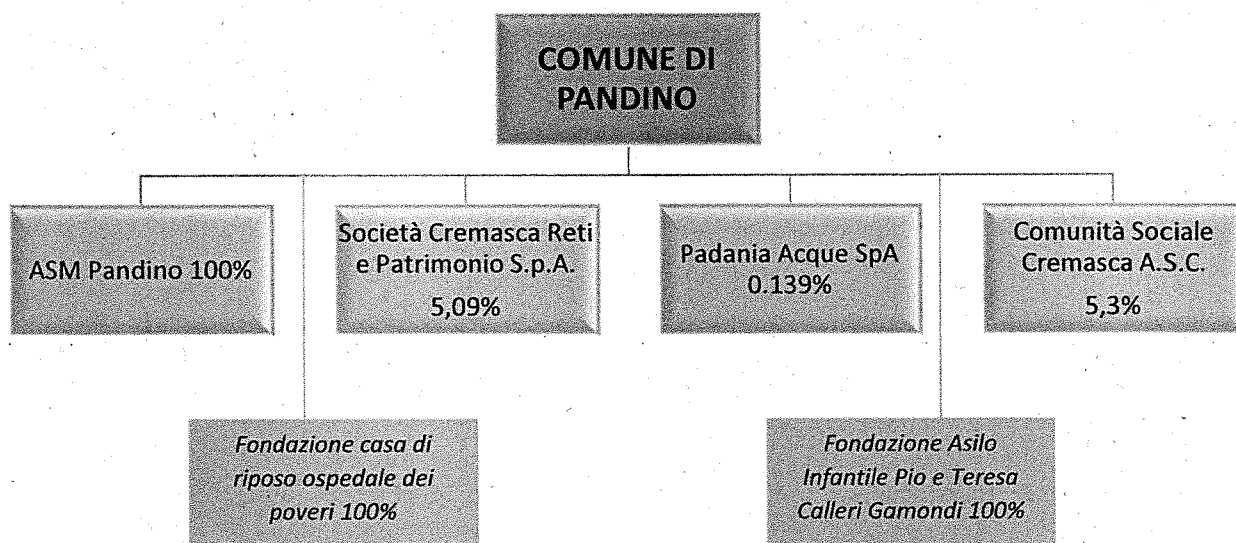 COMUNE DI
PANDINO
ASM Pandino 100%
Società Cremasca Reti
e Patrimonio S.p.A.
5,09%
Padania Acque SpA
0.139%
Comunità Sociale
Cremasca A.S.C.
5,3%
Fondazione casa di
riposo ospedale dei
poveri 100%
Fondazione Asilo
Infantile Pio e Teresa
Calleri Gamondi 100%